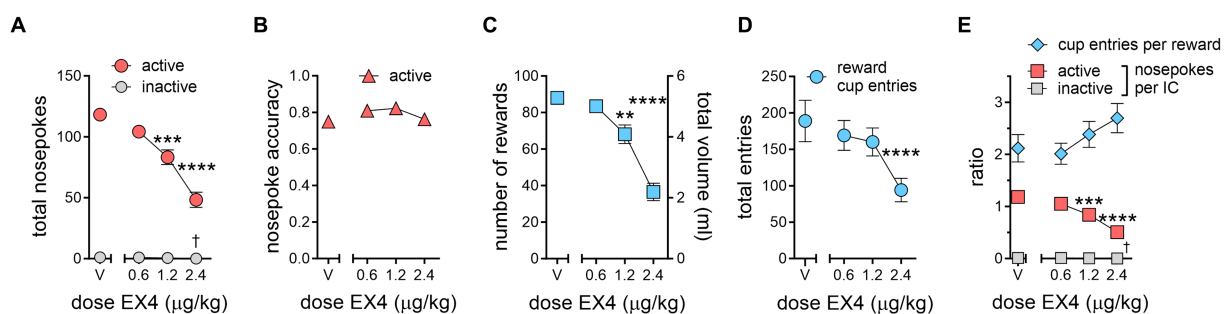 A
active
inactive
total nosepokes
150
100
50
0
***
****
†
V
0.6
1.2
2.4
dose EX4 (μg/kg)
B
active
nosepoke accuracy
1.0
0.8
0.6
0.4
0.2
0.0
V
0.6
1.2
2.4
dose EX4 (μg/kg)
C
number of rewards
100
80
60
40
20
0
**
****
6
4
2
0
total volume (ml)
V
0.6
1.2
2.4
dose EX4 (μg/kg)
D
reward
cup entries
total entries
250
200
150
100
50
0
****
V
0.6
1.2
2.4
dose EX4 (μg/kg)
E
cup entries per reward
active
inactive
nosepokes
per IC
ratio
3
2
1
0
***
****
†
V
0.6
1.2
2.4
dose EX4 (μg/kg)